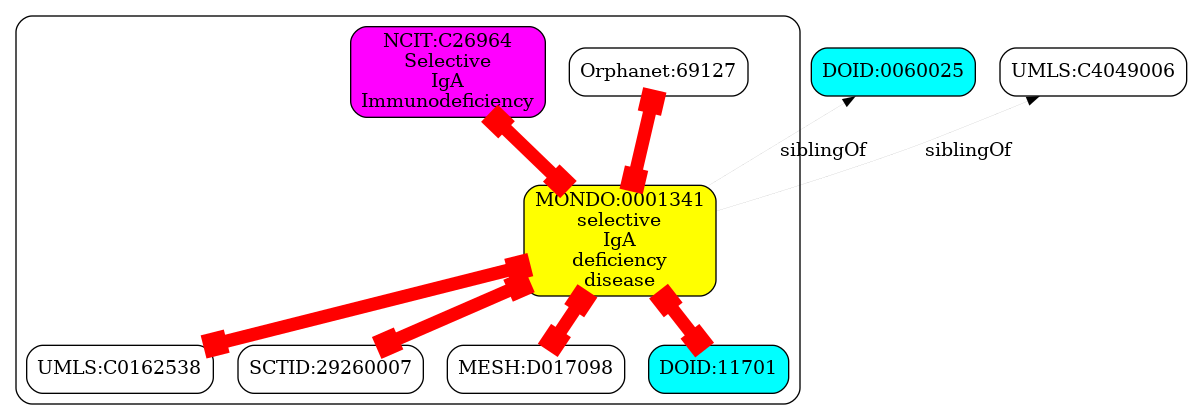 NCIT:C26964
Selective
IgA
Immunodeficiency
Orphanet:69127
DOID:0060025
UMLS:C4049006
siblingOf
siblingOf
MONDO:0001341
selective
IgA
deficiency
disease
UMLS:C0162538
SCTID:29260007
MESH:D017098
DOID:11701